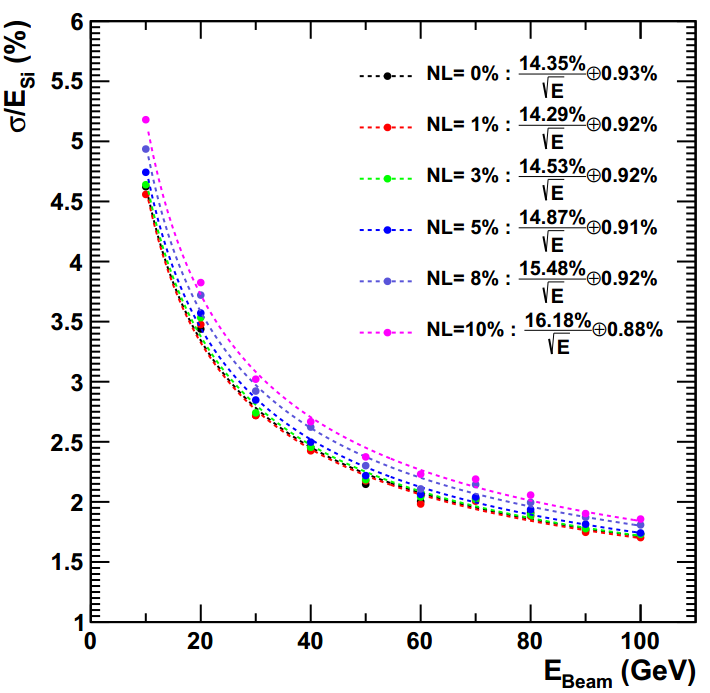 σ/E_Si (%)
6
5.5
5
4.5
4
3.5
3
2.5
2
1.5
1
NL= 0% : 14.35%/√E ⊕0.93%
NL= 1% : 14.29%/√E ⊕0.92%
NL= 3% : 14.53%/√E ⊕0.92%
NL= 5% : 14.87%/√E ⊕0.91%
NL= 8% : 15.48%/√E ⊕0.92%
NL=10% : 16.18%/√E ⊕0.88%
0 20 40 60 80 100
E_Beam (GeV)